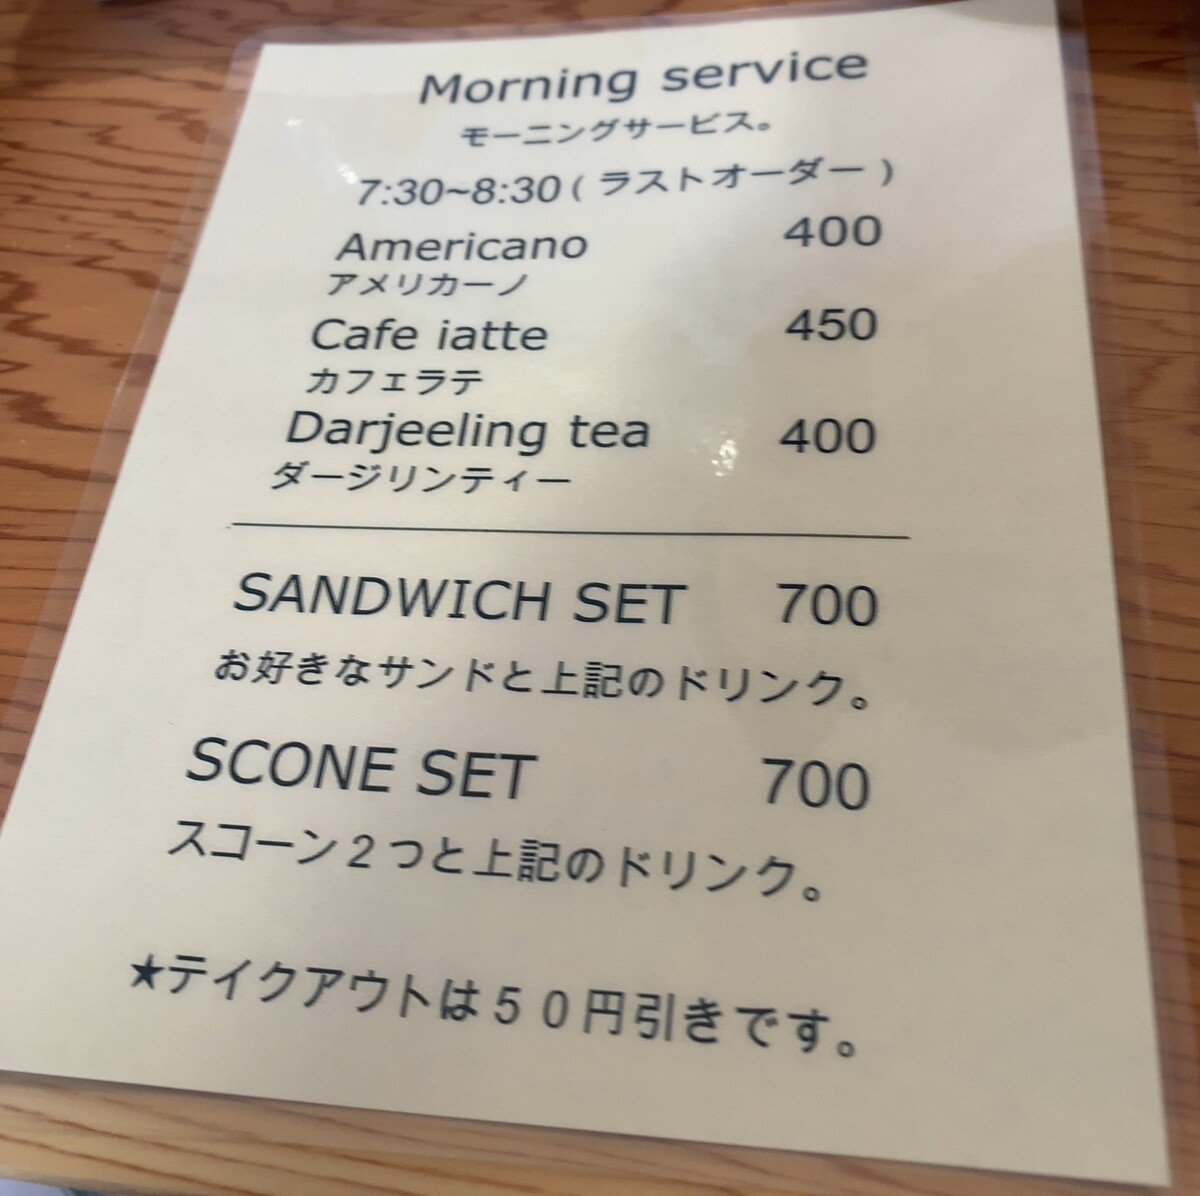 Morning service
モーニングサービス。
7:30~8:30 ( ラストオーダー )
Americano 400
アメリカーノ
Cafe iatte 450
カフェラテ
Darjeeling tea 400
ダージリンティー
SANDWICH SET 700
お好きなサンドと上記のドリンク。
SCONE SET 700
スコーン２つと上記のドリンク。
★テイクアウトは５０円引きです。